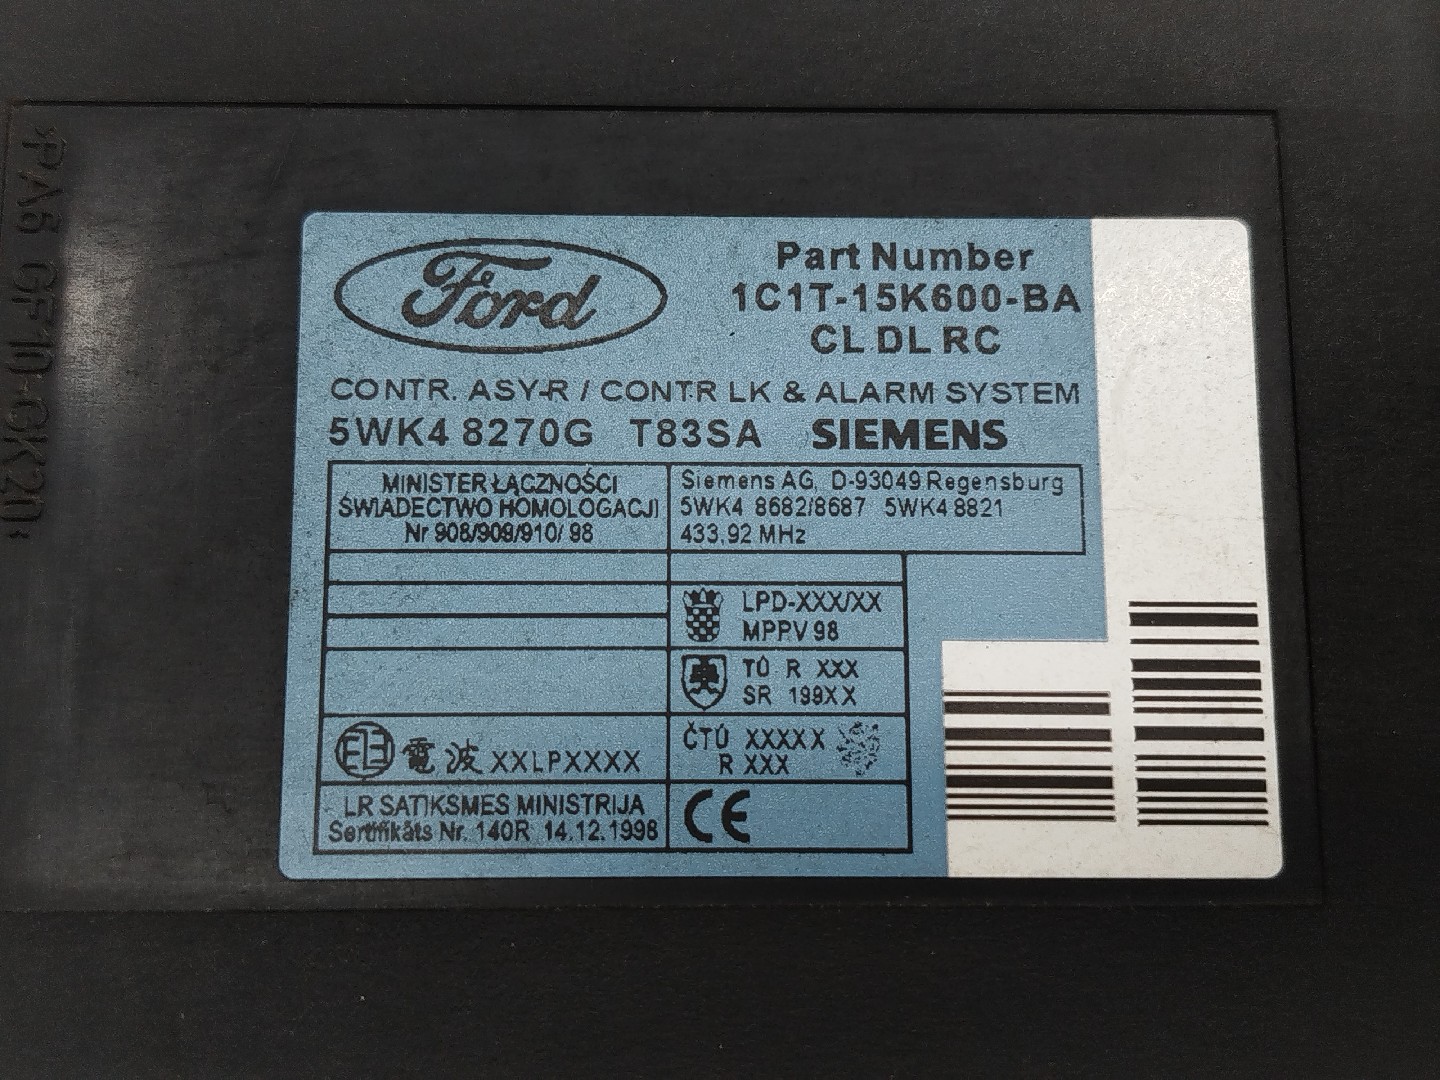 Ford
Part Number
1C1T-15K600-BA
CL DL RC
CONTR. ASY-R / CONTR LK & ALARM SYSTEM
5WK4 8270G T83SA SIEMENS
MINISTER ŁĄCZNOŚCI
ŚWIADECTWO HOMOLOGACJI
Nr 908/909/910/ 98
Siemens AG, D-93049 Regensburg
5WK4 8682/8687 5WK4 8821
433,92 MHz
LPD-XXX/XX
MPPV 98
TÚ R XXX
SR 199XX
電波 XXLPXXXX
ČTÚ XXXXX
R XXX
LR SATIKSMES MINISTRIJA
Sertifikāts Nr. 140R 14.12.1998
CE
>PA6 GF10-GK20<